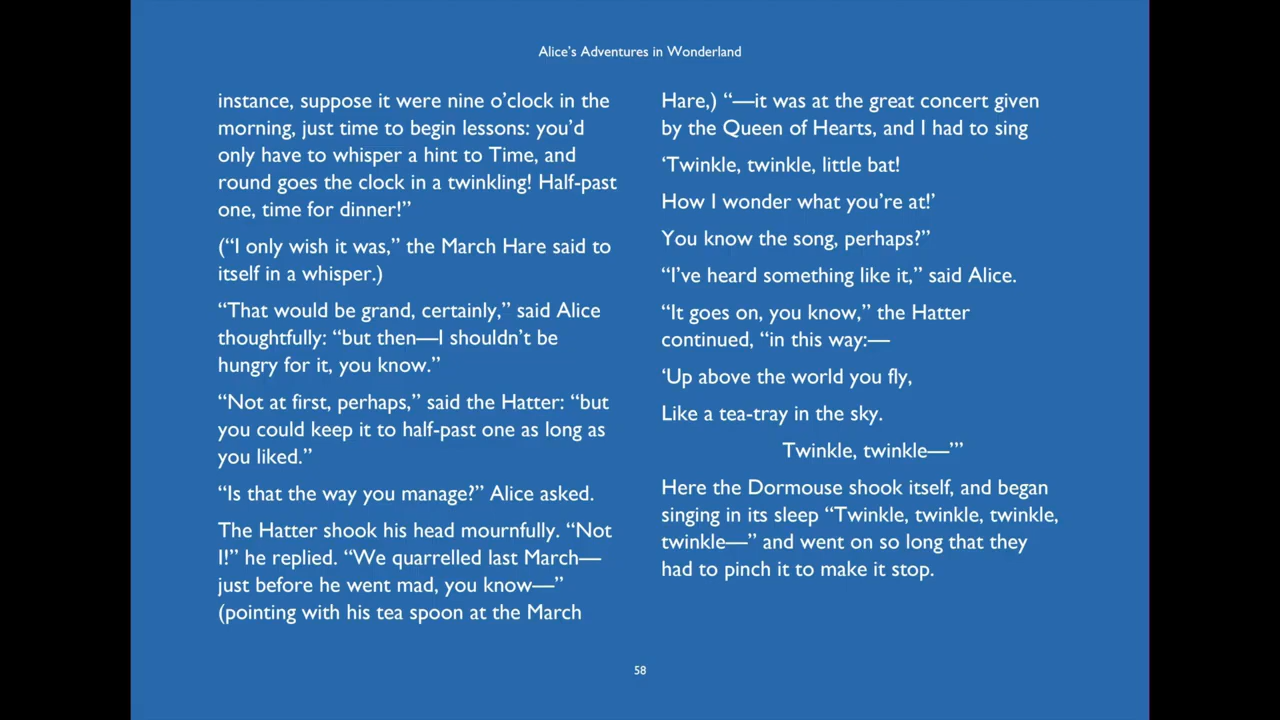 Alice’s Adventures in Wonderland
instance, suppose it were nine o’clock in the
morning, just time to begin lessons: you’d
only have to whisper a hint to Time, and
round goes the clock in a twinkling! Half-past
one, time for dinner!”
(“I only wish it was,” the March Hare said to
itself in a whisper.)
“That would be grand, certainly,” said Alice
thoughtfully: “but then—I shouldn’t be
hungry for it, you know.”
“Not at first, perhaps,” said the Hatter: “but
you could keep it to half-past one as long as
you liked.”
“Is that the way you manage?” Alice asked.
The Hatter shook his head mournfully. “Not
I!” he replied. “We quarrelled last March—
just before he went mad, you know—”
(pointing with his tea spoon at the March
Hare,) “—it was at the great concert given
by the Queen of Hearts, and I had to sing
‘Twinkle, twinkle, little bat!
How I wonder what you’re at!’
You know the song, perhaps?”
“I’ve heard something like it,” said Alice.
“It goes on, you know,” the Hatter
continued, “in this way:—
‘Up above the world you fly,
Like a tea-tray in the sky.
Twinkle, twinkle—’”
Here the Dormouse shook itself, and began
singing in its sleep “Twinkle, twinkle, twinkle,
twinkle—” and went on so long that they
had to pinch it to make it stop.
58